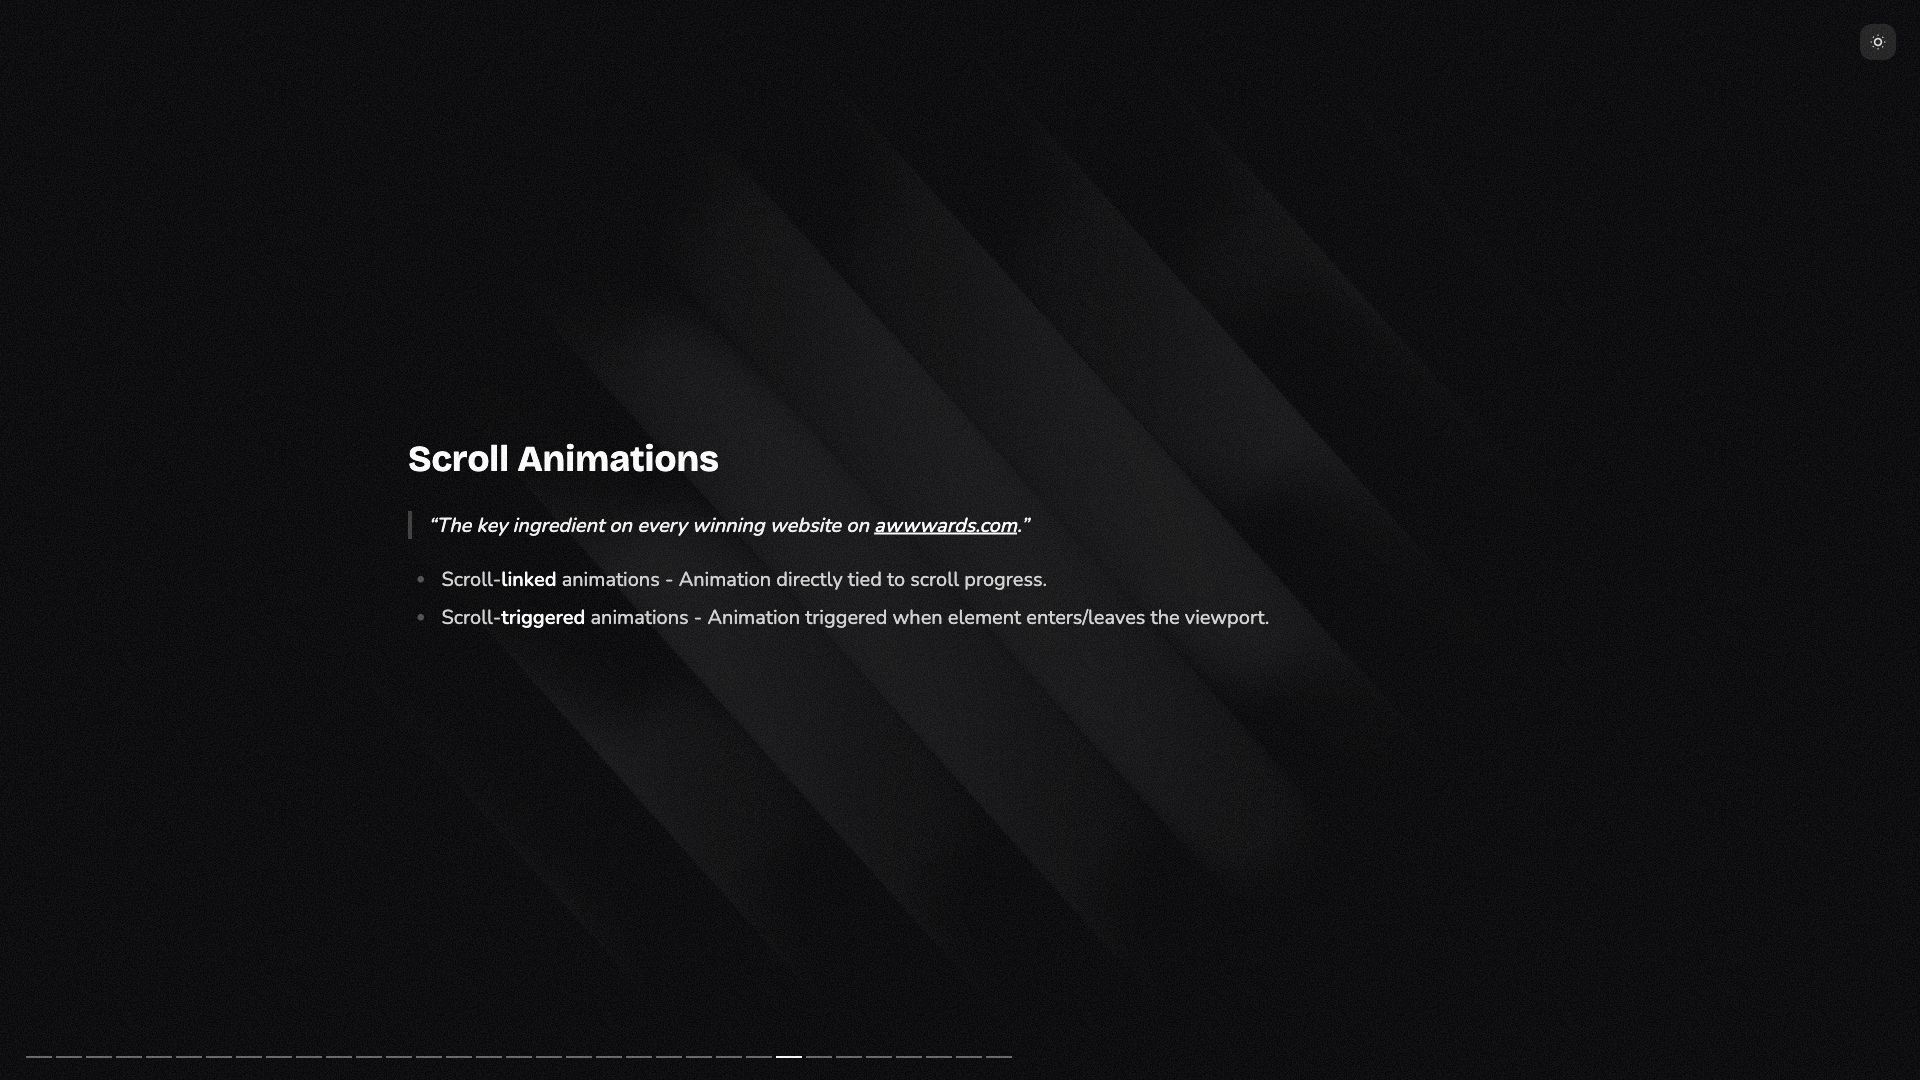 Scroll Animations
“The key ingredient on every winning website on awwwards.com.”
Scroll-linked animations - Animation directly tied to scroll progress.
Scroll-triggered animations - Animation triggered when element enters/leaves the viewport.